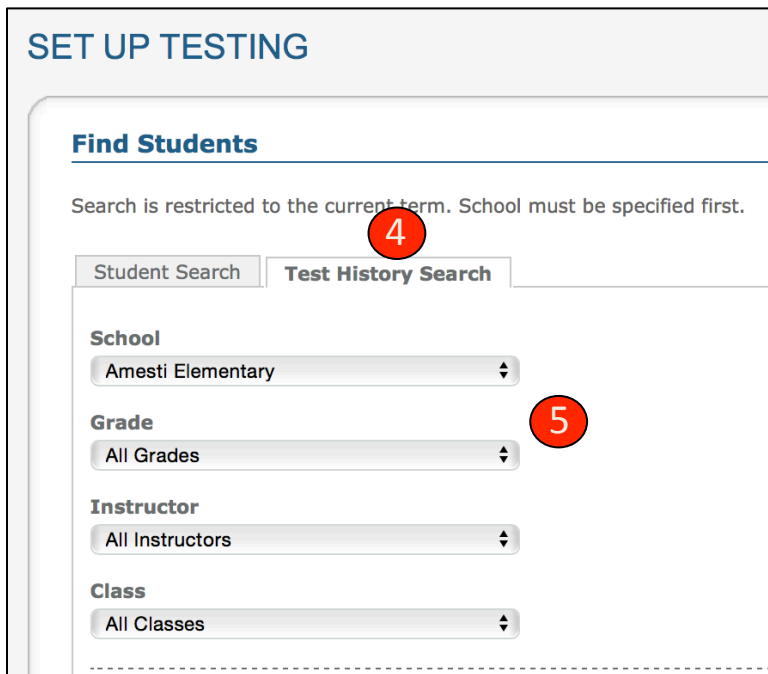 SET UP TESTING
Find Students
Search is restricted to the current term. School must be specified first.
4
Student Search
Test History Search
School
Amesti Elementary
Grade
5
All Grades
Instructor
All Instructors
Class
All Classes